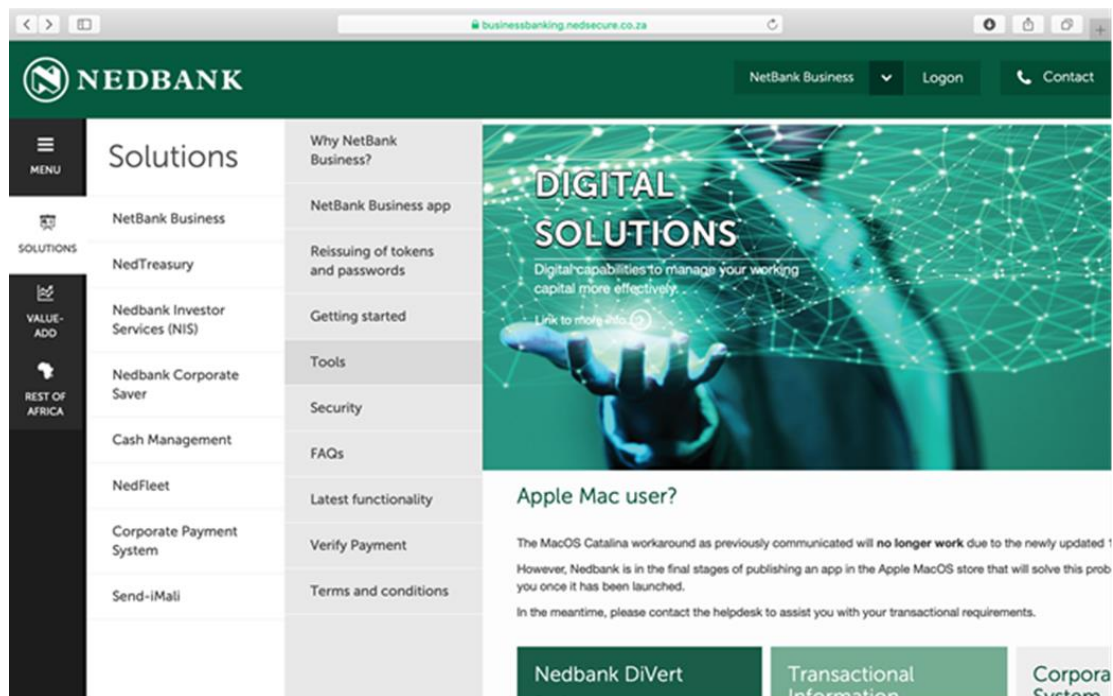 businessbanking.nedsecure.co.za
NEDBANK
NetBank Business
Logon
Contact
MENU
SOLUTIONS
VALUE-
ADD
REST OF
AFRICA
Solutions
NetBank Business
NedTreasury
Nedbank Investor
Services (NIS)
Nedbank Corporate
Saver
Cash Management
NedFleet
Corporate Payment
System
Send-iMali
Why NetBank
Business?
NetBank Business app
Reissuing of tokens
and passwords
Getting started
Tools
Security
FAQs
Latest functionality
Verify Payment
Terms and conditions
DIGITAL
SOLUTIONS
Digital capabilities to manage your working
capital more effectively.
Link to more info
Apple Mac user?
The MacOS Catalina workaround as previously communicated will no longer work due to the newly updated
However, Nedbank is in the final stages of publishing an app in the Apple MacOS store that will solve this prob
you once it has been launched.
In the meantime, please contact the helpdesk to assist you with your transactional requirements.
Nedbank DiVert
Transactional
Information
Corpora
System